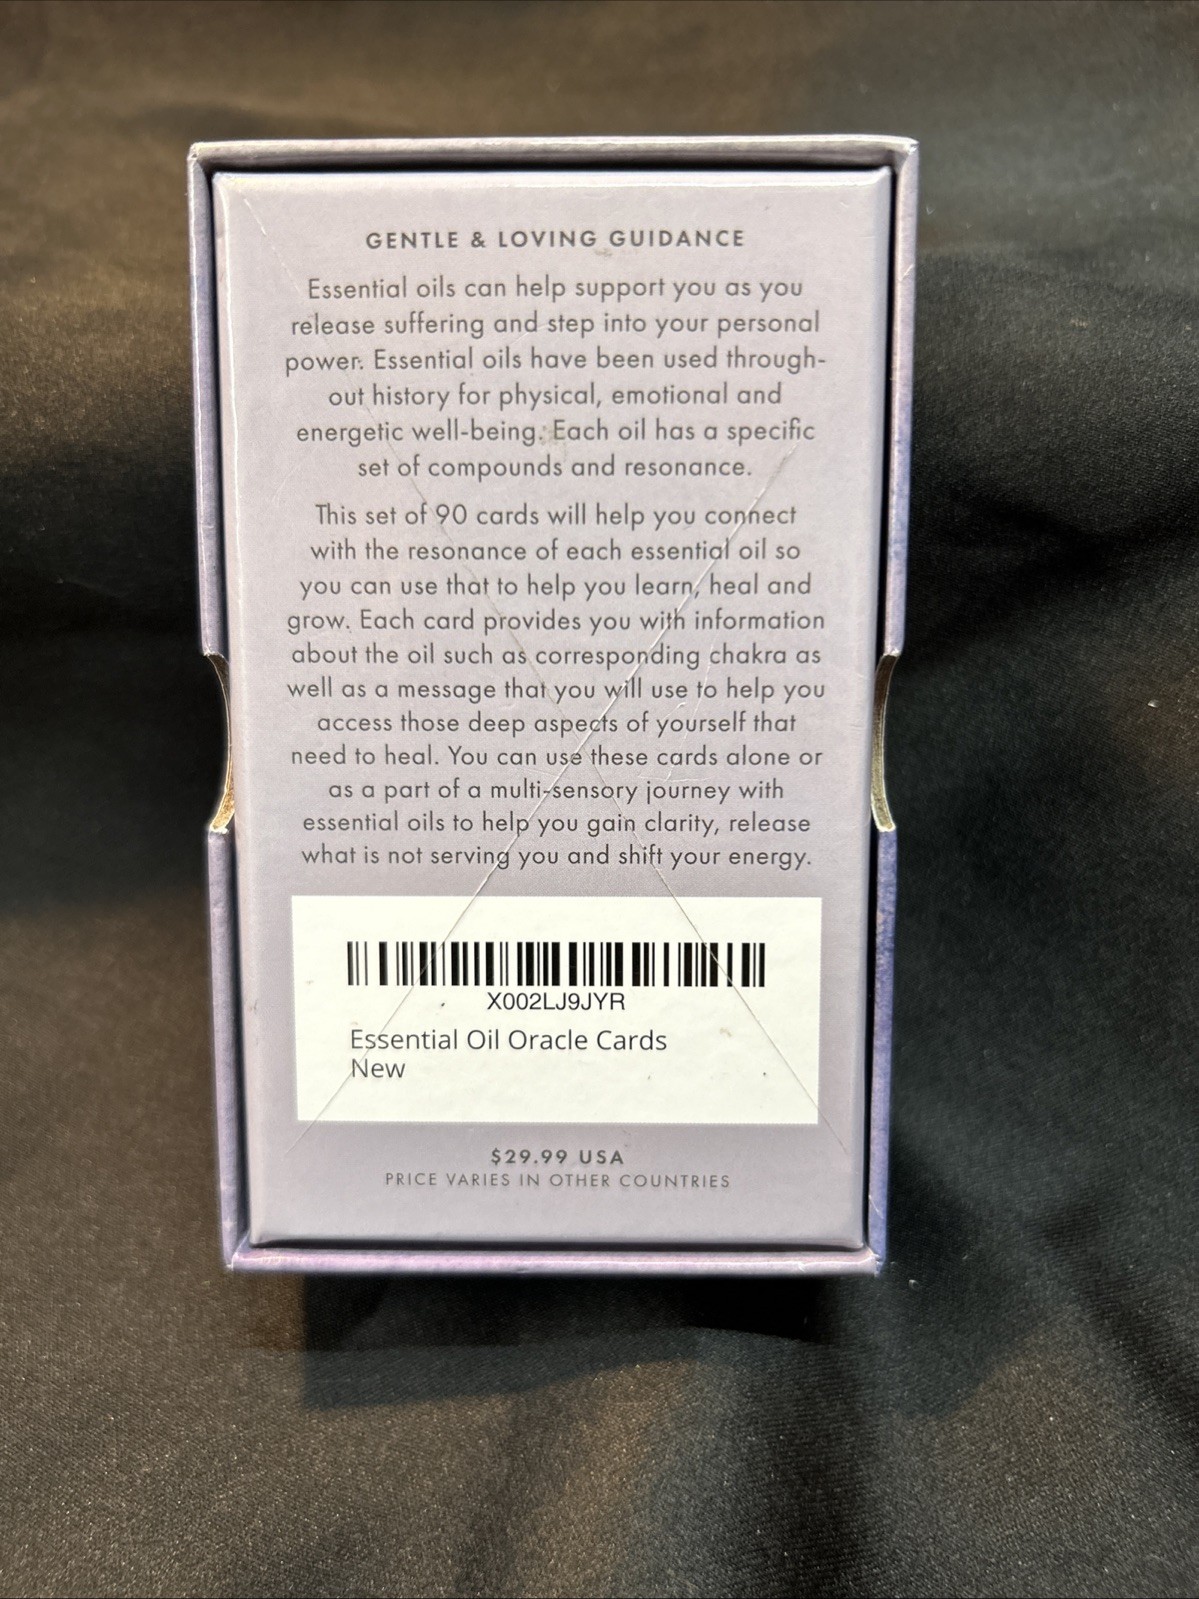 GENTLE & LOVING GUIDANCE
Essential oils can help support you as you
release suffering and step into your personal
power. Essential oils have been used through-
out history for physical, emotional and
energetic well-being. Each oil has a specific
set of compounds and resonance.
This set of 90 cards will help you connect
with the resonance of each essential oil so
you can use that to help you learn, heal and
grow. Each card provides you with information
about the oil such as corresponding chakra as
well as a message that you will use to help you
access those deep aspects of yourself that
need to heal. You can use these cards alone or
as a part of a multi-sensory journey with
essential oils to help you gain clarity, release
what is not serving you and shift your energy.
X002LJ9JYR
Essential Oil Oracle Cards
New
$29.99 USA
PRICE VARIES IN OTHER COUNTRIES